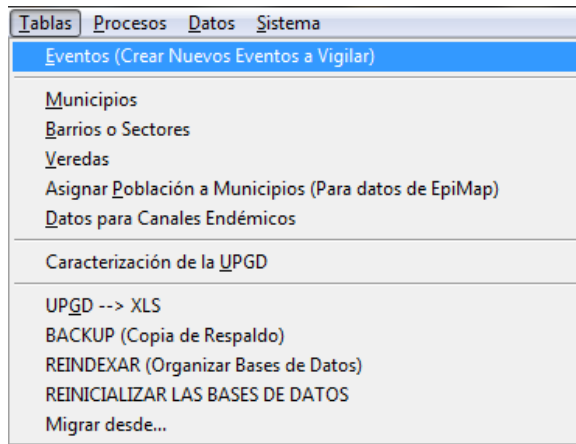 Tablas Procesos Datos Sistema
Eventos (Crear Nuevos Eventos a Vigilar)
Municipios
Barrios o Sectores
Veredas
Asignar Población a Municipios (Para datos de EpiMap)
Datos para Canales Endémicos
Caracterización de la UPGD
UPGD --> XLS
BACKUP (Copia de Respaldo)
REINDEXAR (Organizar Bases de Datos)
REINICIALIZAR LAS BASES DE DATOS
Migrar desde...